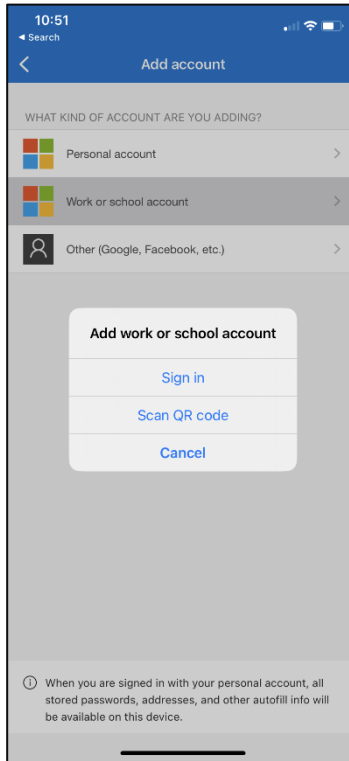 10:51
◄ Search
Add account
WHAT KIND OF ACCOUNT ARE YOU ADDING?
Personal account
Work or school account
Other (Google, Facebook, etc.)
Add work or school account
Sign in
Scan QR code
Cancel
When you are signed in with your personal account, all
stored passwords, addresses, and other autofill info will
be available on this device.